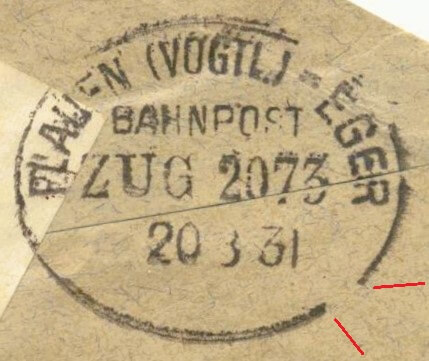 PLAUEN (VOGTL.) - EGER
BAHNPOST
ZUG 2073
20 3 31